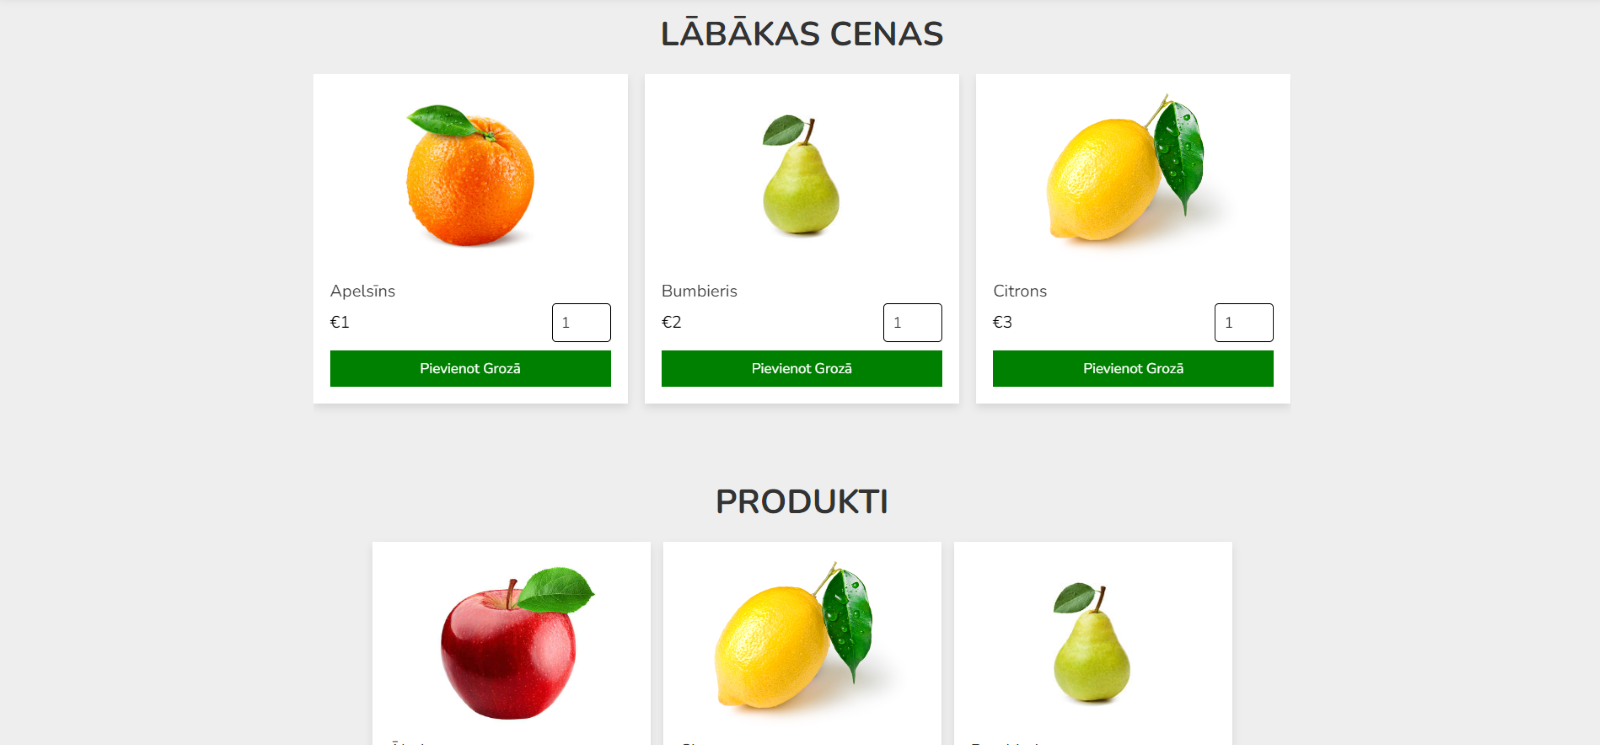 LĀBĀKAS CENAS
Apelsīns
€1
1
Pievienot Grozā
Bumbieris
€2
1
Pievienot Grozā
Citrons
€3
1
Pievienot Grozā
PRODUKTI